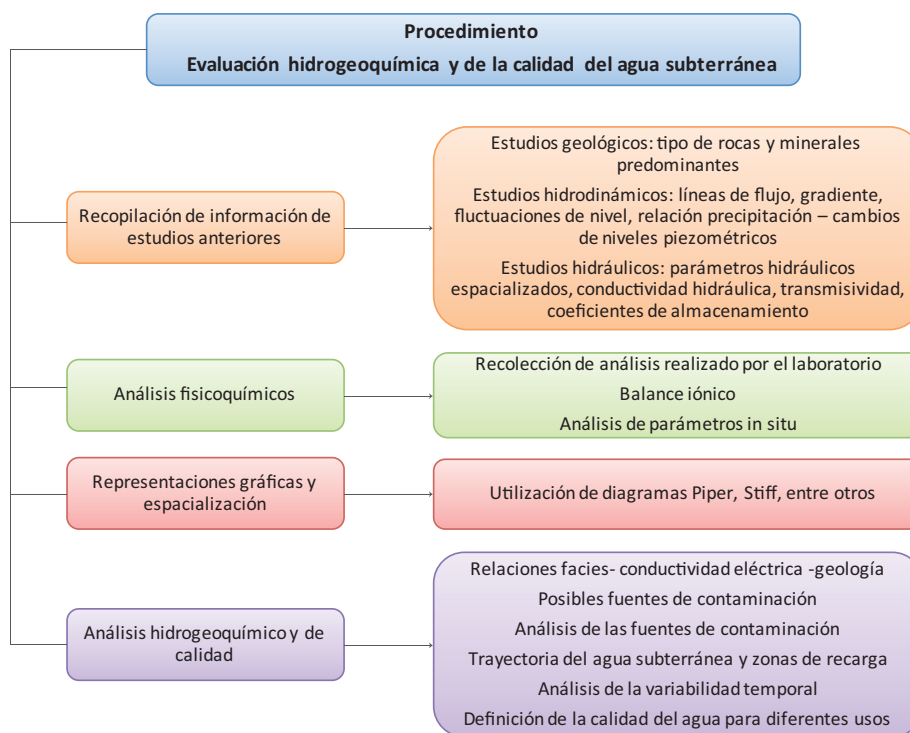 Procedimiento
Evaluación hidrogeoquímica y de la calidad del agua subterránea
Recopilación de información de
estudios anteriores
Estudios geológicos: tipo de rocas y minerales
predominantes
Estudios hidrodinámicos: líneas de flujo, gradiente,
fluctuaciones de nivel, relación precipitación – cambios
de niveles piezométricos
Estudios hidráulicos: parámetros hidráulicos
espacializados, conductividad hidráulica, transmisividad,
coeficientes de almacenamiento
Análisis fisicoquímicos
Recolección de análisis realizado por el laboratorio
Balance iónico
Análisis de parámetros in situ
Representaciones gráficas y
espacialización
Utilización de diagramas Piper, Stiff, entre otros
Análisis hidrogeoquímico y de
calidad
Relaciones facies- conductividad eléctrica -geología
Posibles fuentes de contaminación
Análisis de las fuentes de contaminación
Trayectoria del agua subterránea y zonas de recarga
Análisis de la variabilidad temporal
Definición de la calidad del agua para diferentes usos